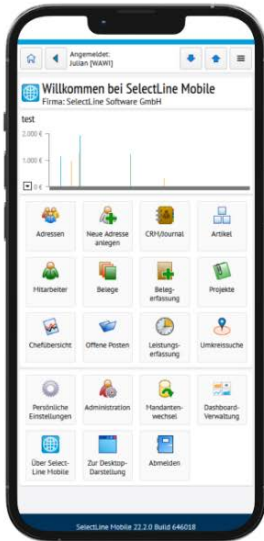 Angemeldet:
Julian [WAWI]
Willkommen bei SelectLine Mobile
Firma: SelectLine Software
GmbH
test
2.000 €
1.000 €
0 €
Adressen
Neue Adresse
anlegen
CRM/Journal
Artikel
Mitarbeiter
Belege
Beleg-
erfassung
Projekte
Chefübersicht
Offene Posten
Leistungs-
erfassung
Umkreissuche
Persönliche
Einstellungen
Administration
Mandanten-
wechsel
Dashboard-
Verwaltung
Über Select-
Line Mobile
Zur Desktop-
Darstellung
Abmelden
SelectLine Mobile 22.2.0 Build 646018